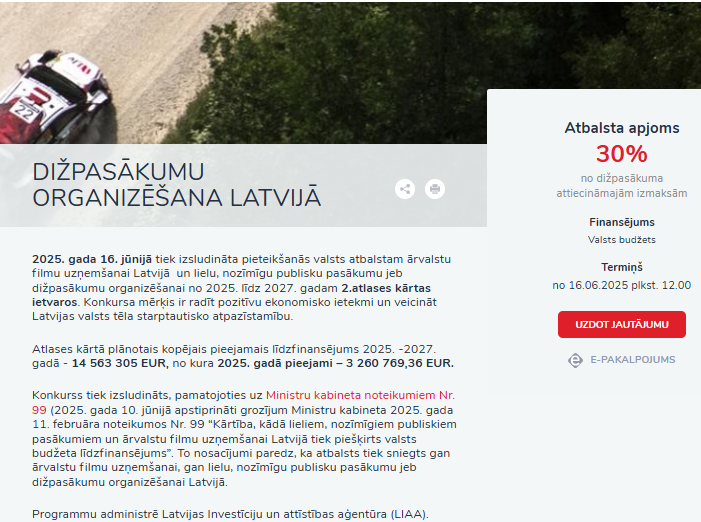 22
DIŽPASĀKUMU
ORGANIZĒŠANA LATVIJĀ
2025. gada 16. jūnijā tiek izsludināta pieteikšanās valsts atbalstam ārvalstu
filmu uzņemšanai Latvijā un lielu, nozīmīgu publisku pasākumu jeb
dižpasākumu organizēšanai no 2025. līdz 2027. gadam 2.atlases kārtas
ietvaros. Konkursa mērķis ir radīt pozitīvu ekonomisko ietekmi un veicināt
Latvijas valsts tēla starptautisko atpazīstamību.
Atlases kārtā plānotais kopējais pieejamais līdzfinansējums 2025. -2027.
gadā - 14 563 305 EUR, no kura 2025. gadā pieejami – 3 260 769,36 EUR.
Konkurss tiek izsludināts, pamatojoties uz Ministru kabineta noteikumiem Nr.
99 (2025. gada 10. jūnijā apstiprināti grozījum Ministru kabineta 2025. gada
11. februāra noteikumos Nr. 99 “Kārtība, kādā lieliem, nozīmīgiem publiskiem
pasākumiem un ārvalstu filmu uzņemšanai Latvijā tiek piešķirts valsts
budžeta līdzfinansējums”. To nosacījumi paredz, ka atbalsts tiek sniegts gan
ārvalstu filmu uzņemšanai, gan lielu, nozīmīgu publisku pasākumu jeb
dižpasākumu organizēšanai Latvijā.
Programmu administrē Latvijas Investīciju un attīstības aģentūra (LIAA).
Atbalsta apjoms
30%
no dižpasākuma
attiecināmajām izmaksām
Finansējums
Valsts budžets
Termiņš
no 16.06.2025 plkst. 12.00
UZDOT JAUTĀJUMU
E-PAKALPOJUMS